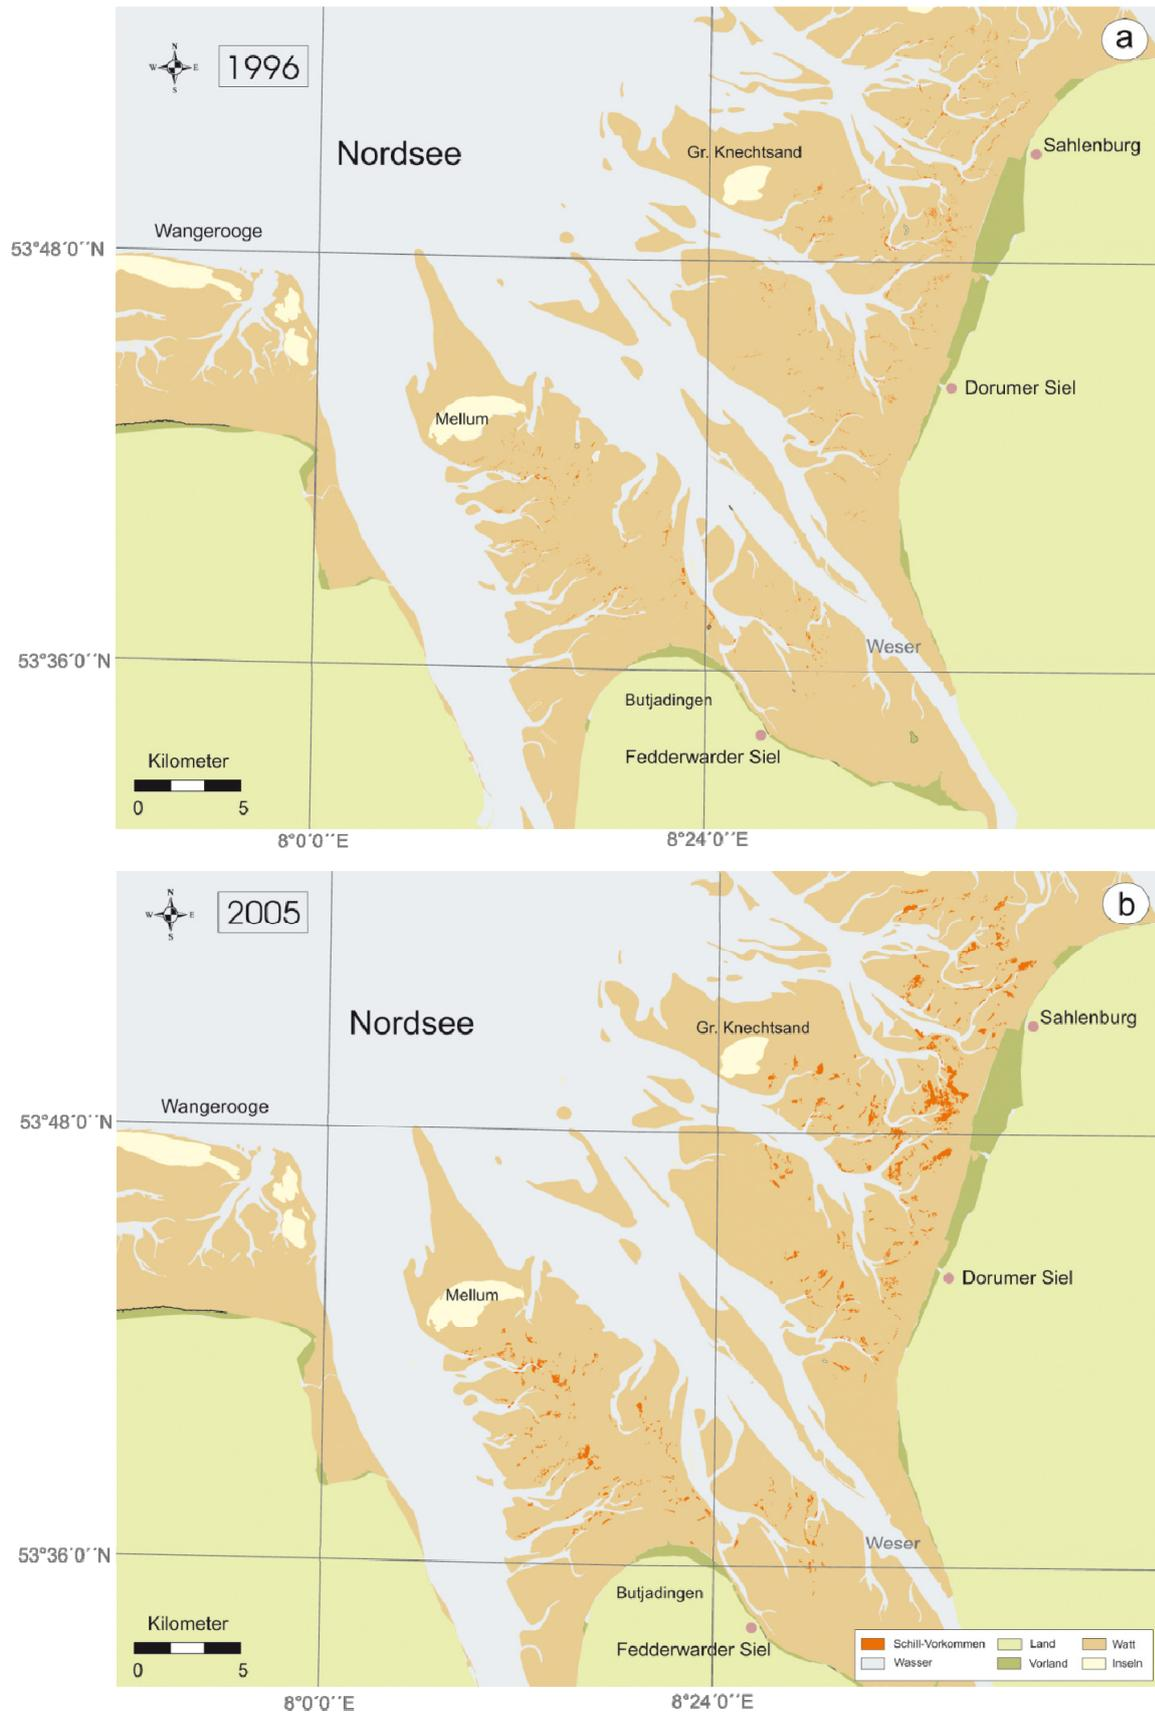 a
N
W E
S
1996
Nordsee
Gr. Knechtsand
Sahlenburg
Wangerooge
53°48´0´´N
Dorumer Siel
Mellum
Weser
53°36´0´´N
Butjadingen
Fedderwarder Siel
Kilometer
0 5
8°0´0´´E
8°24´0´´E
b
N
W E
S
2005
Nordsee
Gr. Knechtsand
Sahlenburg
Wangerooge
53°48´0´´N
Dorumer Siel
Mellum
Weser
53°36´0´´N
Butjadingen
Fedderwarder Siel
Kilometer
0 5
Schill-Vorkommen Land Watt
Wasser Vorland Inseln
8°0´0´´E
8°24´0´´E